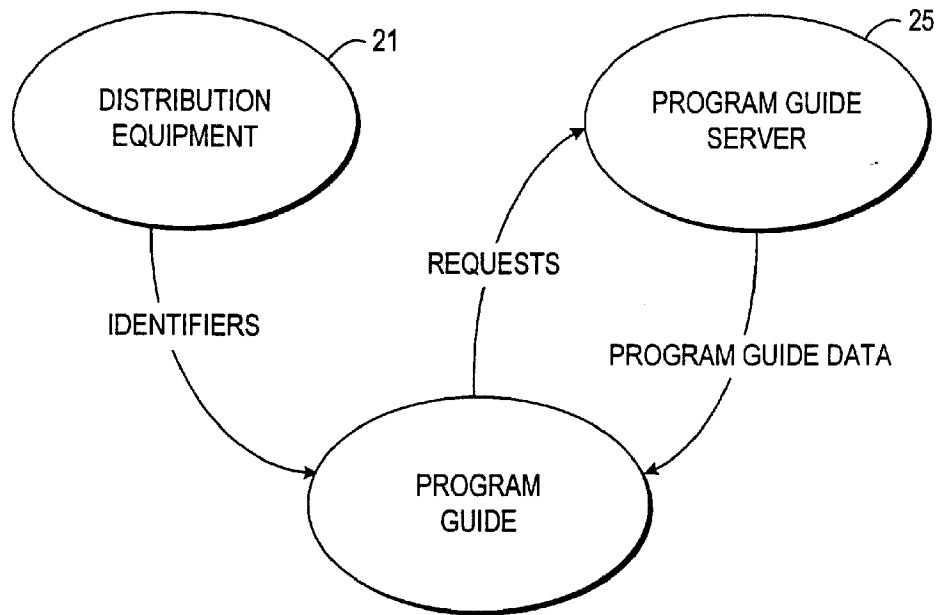 21
DISTRIBUTION
EQUIPMENT
25
PROGRAM GUIDE
SERVER
REQUESTS
IDENTIFIERS
PROGRAM GUIDE DATA
PROGRAM
GUIDE